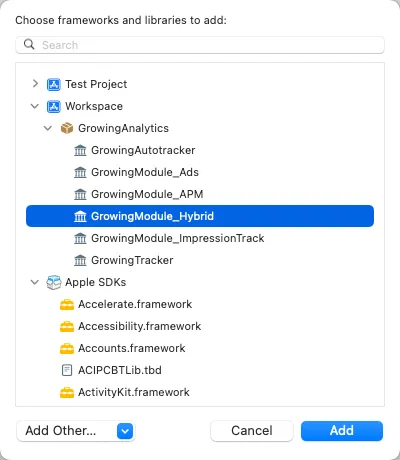 Choose frameworks and libraries to add:
Search
Test Project
Workspace
GrowingAnalytics
GrowingAutotracker
GrowingModule_Ads
GrowingModule_APM
GrowingModule_Hybrid
GrowingModule_ImpressionTrack
GrowingTracker
Apple SDKs
Accelerate.framework
Accessibility.framework
Accounts.framework
ACIPCBTLib.tbd
ActivityKit.framework
Add Other... Cancel Add